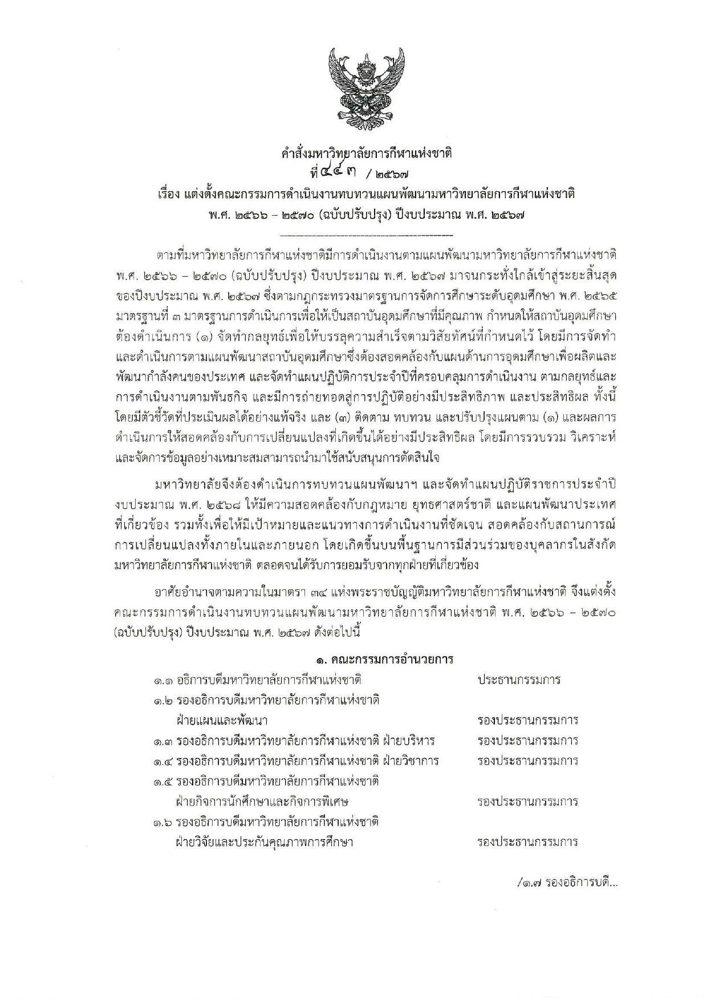 คำสั่งมหาวิทยาลัยการกีฬาแห่งชาติ
ที่ ๔๔๓ / ๒๕๖๗
เรื่อง แต่งตั้งคณะกรรมการดำเนินงานทบทวนแผนพัฒนามหาวิทยาลัยการกีฬาแห่งชาติ
พ.ศ. ๒๕๖๖ – ๒๕๗๐ (ฉบับปรับปรุง) ปีงบประมาณ พ.ศ. ๒๕๖๗
ตามที่มหาวิทยาลัยการกีฬาแห่งชาติมีการดำเนินงานตามแผนพัฒนามหาวิทยาลัยการกีฬาแห่งชาติ
พ.ศ. ๒๕๖๖ – ๒๕๗๐ (ฉบับปรับปรุง) ปีงบประมาณ พ.ศ. ๒๕๖๗ มาจนกระทั่งใกล้เข้าสู่ระยะสิ้นสุด
ของปีงบประมาณ พ.ศ. ๒๕๖๗ ซึ่งตามกฎกระทรวงมาตรฐานการจัดการศึกษาระดับอุดมศึกษา พ.ศ. ๒๕๖๕
มาตรฐานที่ ๓ มาตรฐานการดำเนินการเพื่อให้เป็นสถาบันอุดมศึกษาที่มีคุณภาพ กำหนดให้สถาบันอุดมศึกษา
ต้องดำเนินการ (๑) จัดทำกลยุทธ์เพื่อให้บรรลุความสำเร็จตามวิสัยทัศน์ที่กำหนดไว้ โดยมีการจัดทำ
และดำเนินการตามแผนพัฒนาสถาบันอุดมศึกษาซึ่งต้องสอดคล้องกับแผนด้านการอุดมศึกษาเพื่อผลิตและ
พัฒนากำลังคนของประเทศ และจัดทำแผนปฏิบัติการประจำปีที่ครอบคลุมการดำเนินงาน ตามกลยุทธ์และ
การดำเนินงานตามพันธกิจ และมีการถ่ายทอดสู่การปฏิบัติอย่างมีประสิทธิภาพ และประสิทธิผล ทั้งนี้
โดยมีตัวชี้วัดที่ประเมินผลได้อย่างแท้จริง และ (๓) ติดตาม ทบทวน และปรับปรุงแผนตาม (๑) และผลการ
ดำเนินการให้สอดคล้องกับการเปลี่ยนแปลงที่เกิดขึ้นได้อย่างมีประสิทธิผล โดยมีการรวบรวม วิเคราะห์
และจัดการข้อมูลอย่างเหมาะสมสามารถนำมาใช้สนับสนุนการตัดสินใจ
มหาวิทยาลัยจึงต้องดำเนินการทบทวนแผนพัฒนาฯ และจัดทำแผนปฏิบัติราชการประจำปี
งบประมาณ พ.ศ. ๒๕๖๘ ให้มีความสอดคล้องกับกฎหมาย ยุทธศาสตร์ชาติ และแผนพัฒนาประเทศ
ที่เกี่ยวข้อง รวมทั้งเพื่อให้มีเป้าหมายและแนวทางการดำเนินงานที่ชัดเจน สอดคล้องกับสถานการณ์
การเปลี่ยนแปลงทั้งภายในและภายนอก โดยเกิดขึ้นบนพื้นฐานการมีส่วนร่วมของบุคลากรในสังกัด
มหาวิทยาลัยการกีฬาแห่งชาติ ตลอดจนได้รับการยอมรับจากทุกฝ่ายที่เกี่ยวข้อง
อาศัยอำนาจตามความในมาตรา ๓๔ แห่งพระราชบัญญัติมหาวิทยาลัยการกีฬาแห่งชาติ จึงแต่งตั้ง
คณะกรรมการดำเนินงานทบทวนแผนพัฒนามหาวิทยาลัยการกีฬาแห่งชาติ พ.ศ. ๒๕๖๖ – ๒๕๗๐
(ฉบับปรับปรุง) ปีงบประมาณ พ.ศ. ๒๕๖๗ ดังต่อไปนี้
๑. คณะกรรมการอำนวยการ
๑.๑ อธิการบดีมหาวิทยาลัยการกีฬาแห่งชาติ ประธานกรรมการ
๑.๒ รองอธิการบดีมหาวิทยาลัยการกีฬาแห่งชาติ
ฝ่ายแผนและพัฒนา รองประธานกรรมการ
๑.๓ รองอธิการบดีมหาวิทยาลัยการกีฬาแห่งชาติ ฝ่ายบริหาร รองประธานกรรมการ
๑.๔ รองอธิการบดีมหาวิทยาลัยการกีฬาแห่งชาติ ฝ่ายวิชาการ รองประธานกรรมการ
๑.๕ รองอธิการบดีมหาวิทยาลัยการกีฬาแห่งชาติ
ฝ่ายกิจการนักศึกษาและกิจการพิเศษ รองประธานกรรมการ
๑.๖ รองอธิการบดีมหาวิทยาลัยการกีฬาแห่งชาติ
ฝ่ายวิจัยและประกันคุณภาพการศึกษา รองประธานกรรมการ
/๑.๗ รองอธิการบดี...